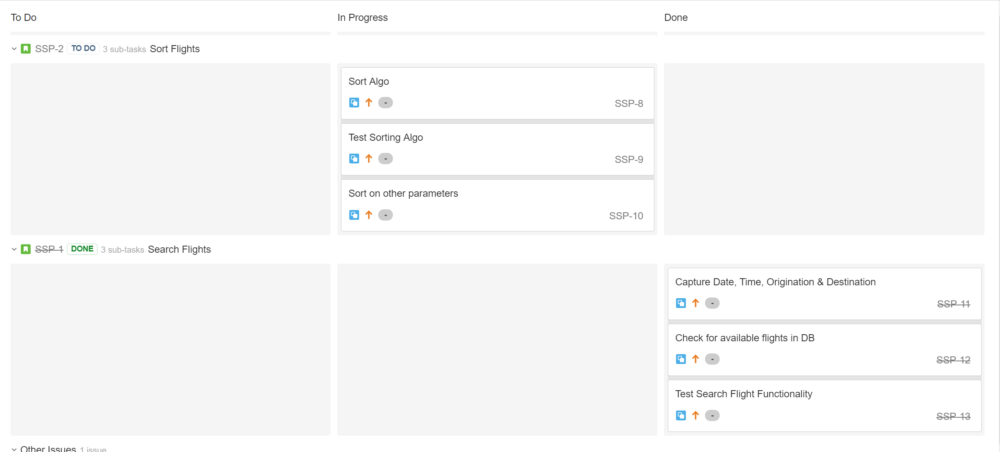 To Do In Progress Done
SSP-2 TO DO 3 sub-tasks Sort Flights
Sort Algo
- SSP-8
Test Sorting Algo
- SSP-9
Sort on other parameters
- SSP-10
SSP-1 DONE 3 sub-tasks Search Flights
Capture Date, Time, Origination & Destination
- SSP-11
Check for available flights in DB
- SSP-12
Test Search Flight Functionality
- SSP-13
Other Issues 1 issue